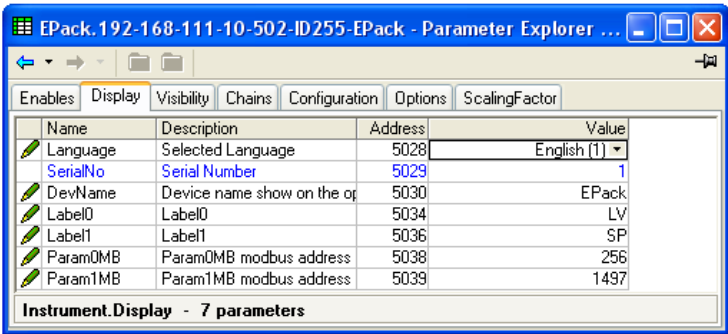 EPack.192-168-111-10-502-ID255-EPack - Parameter Explorer ...
Enables Display Visibility Chains Configuration Options ScalingFactor
Name Description Address Value
Language Selected Language 5028 English (1)
SerialNo Serial Number 5029 1
DevName Device name show on the op 5030 EPack
Label0 Label0 5034 LV
Label1 Label1 5036 SP
Param0MB Param0MB modbus address 5038 256
Param1MB Param1MB modbus address 5039 1497
Instrument.Display - 7 parameters